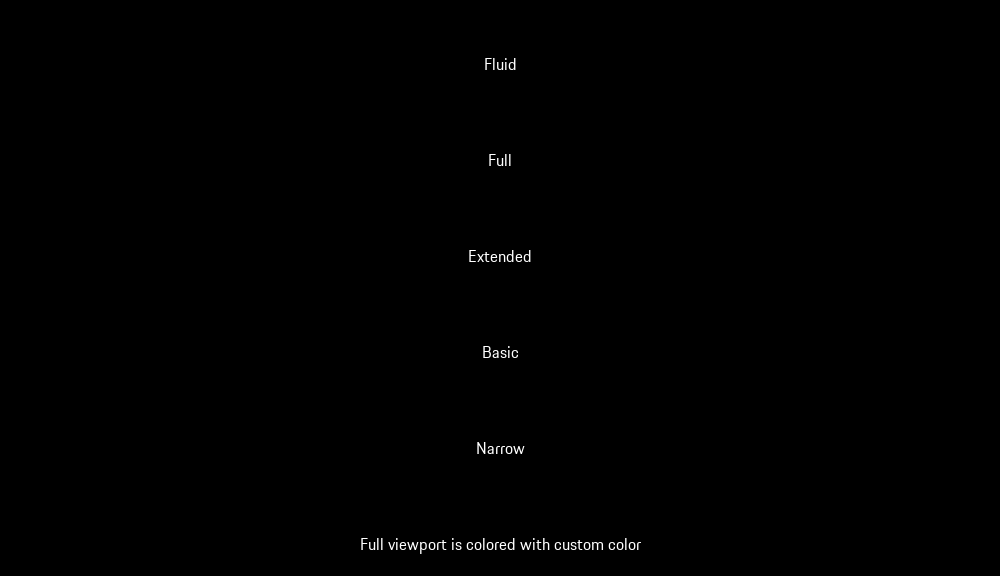 Fluid
Full
Extended
Basic
Narrow
Full viewport is colored with custom color